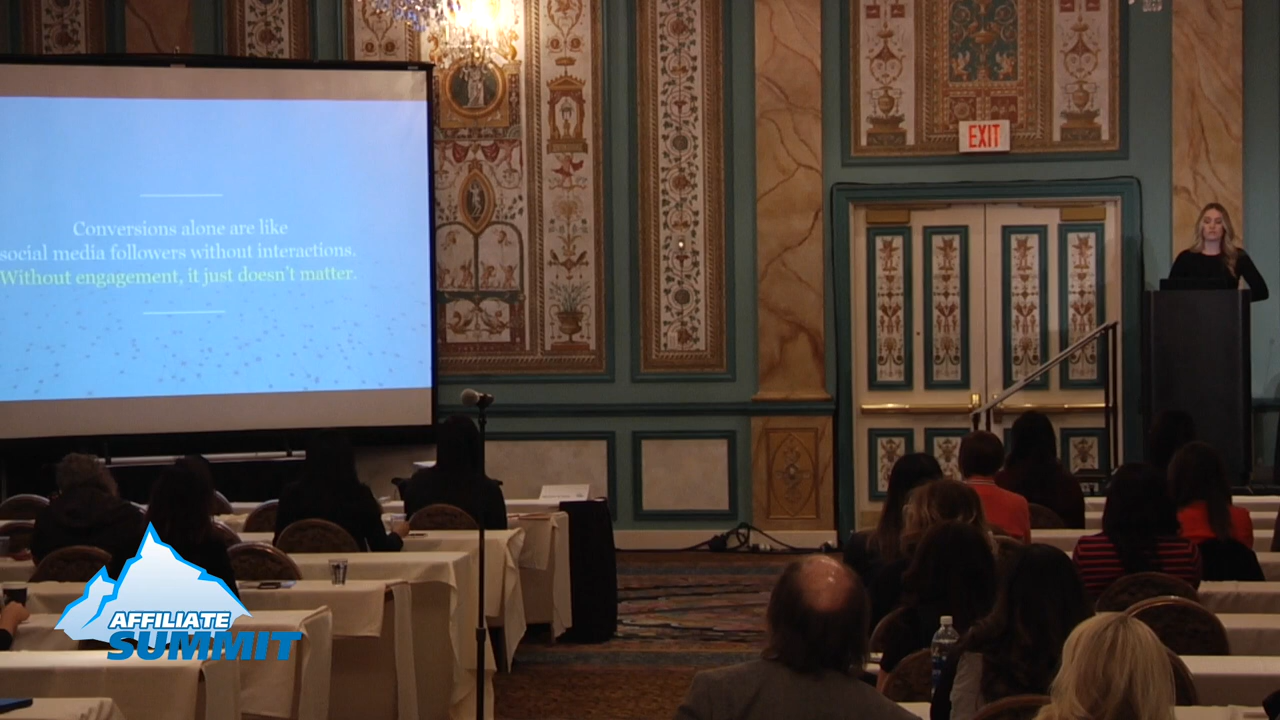 Conversions alone are like
social media followers without interactions.
Without engagement, it just doesn't matter.
EXIT
AFFILIATE
SUMMIT